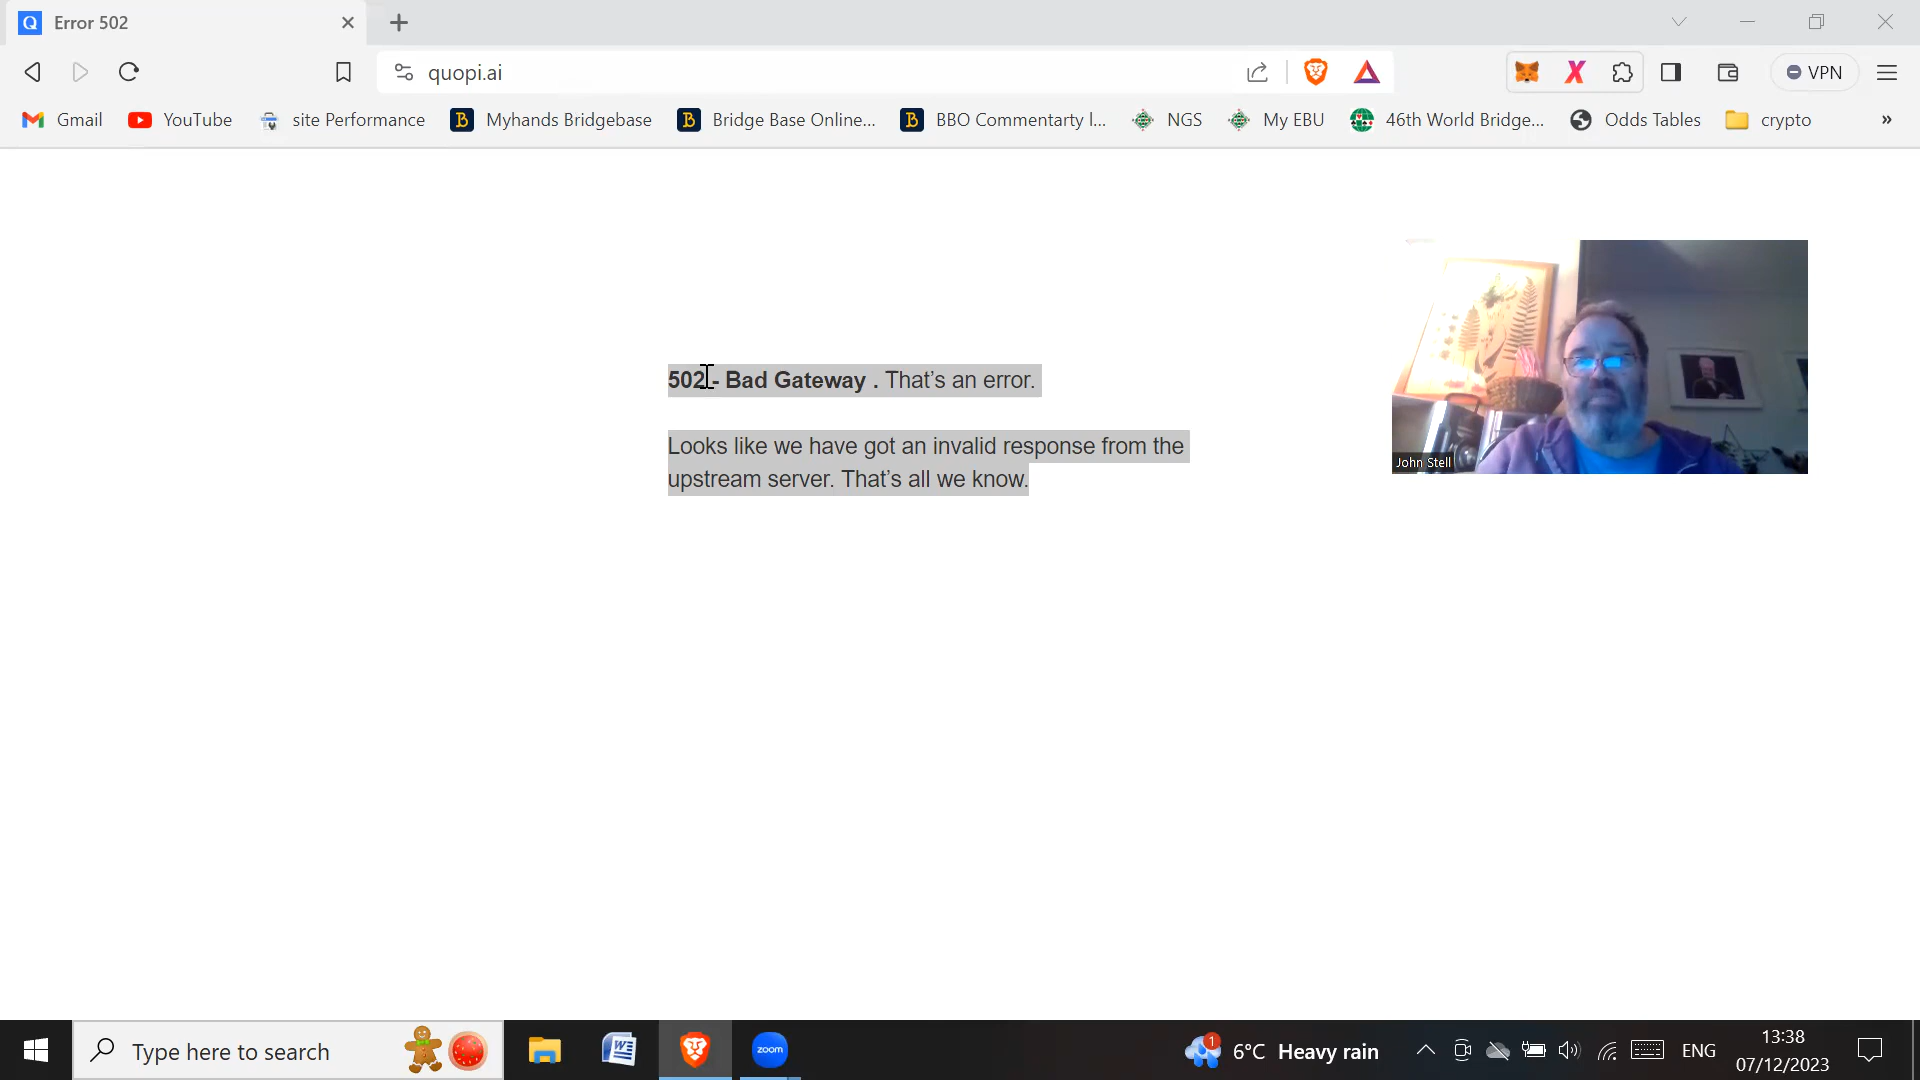 Error 502
quopi.ai
VPN
Gmail
YouTube
site Performance
Myhands Bridgebase
Bridge Base Online...
BBO Commentarty l...
NGS
My EBU
46th World Bridge...
Odds Tables
crypto
»
502 - Bad Gateway . That’s an error.
Looks like we have got an invalid response from the
upstream server. That’s all we know.
John Stell
Type here to search
zoom
1
6°C Heavy rain
ENG
13:38
07/12/2023